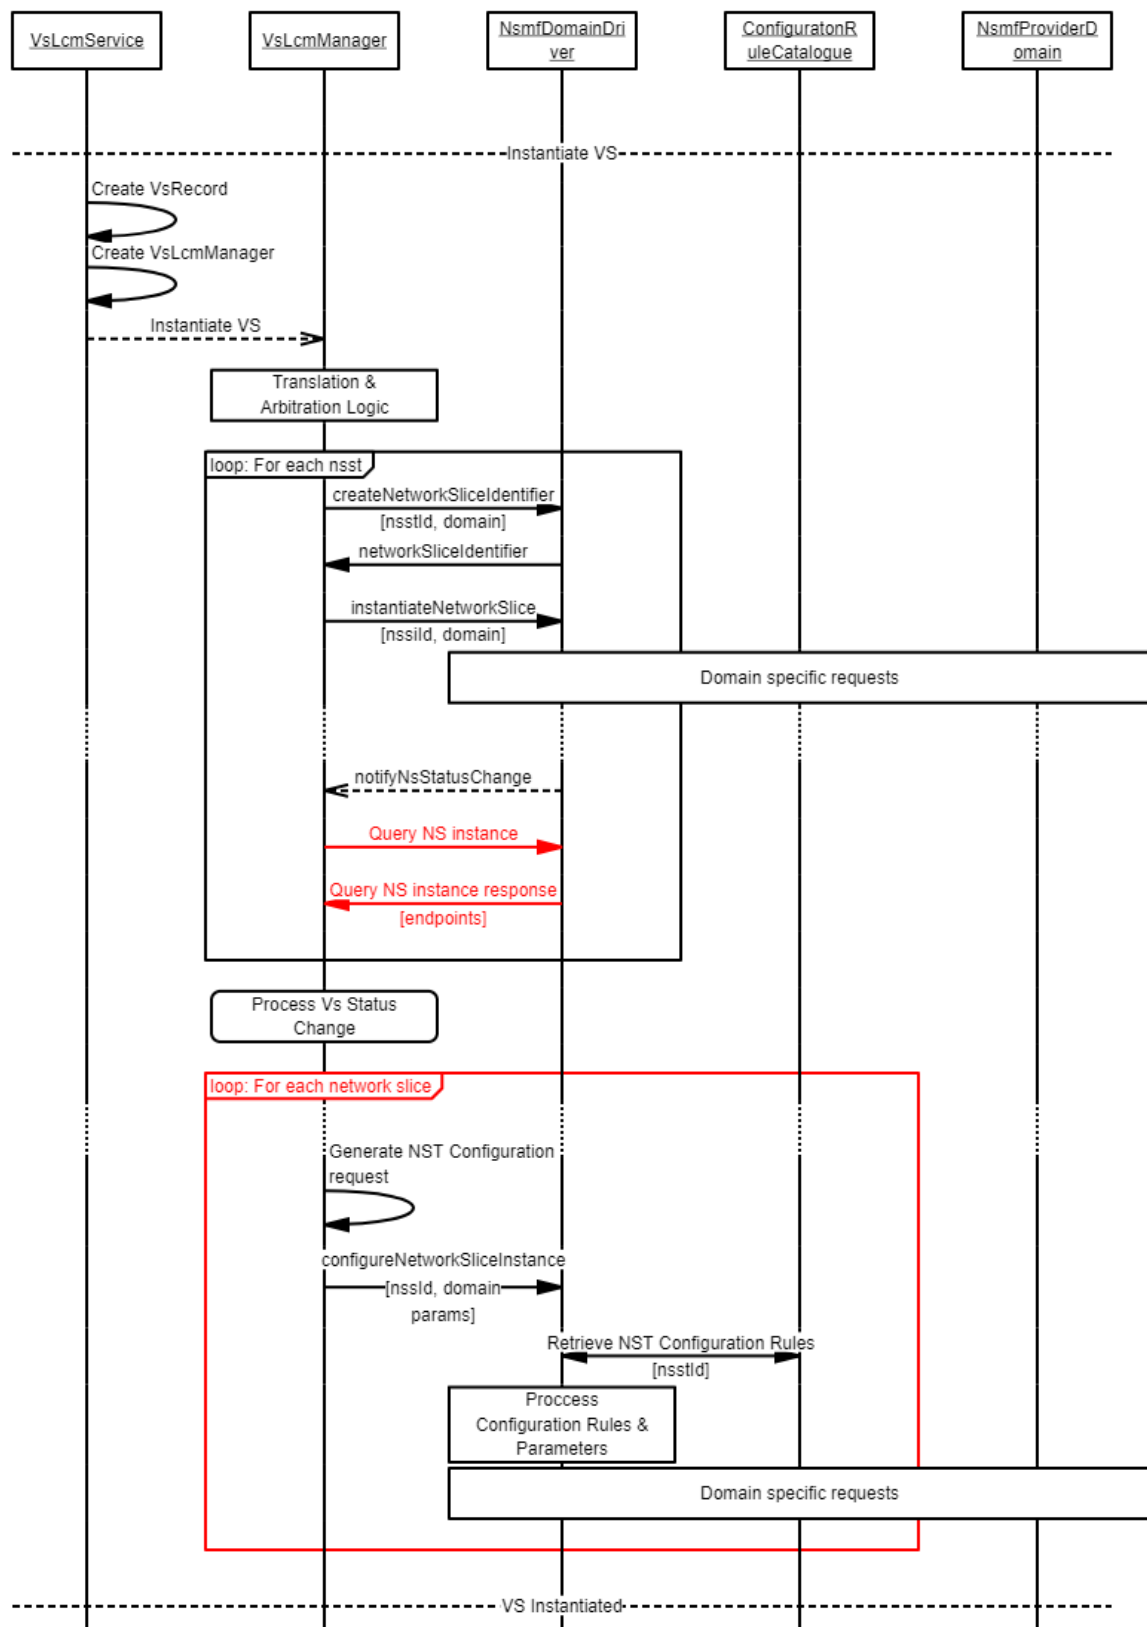 VsLcmService
VsLcmManager
NsmfDomainDri
ver
ConfiguratonR
uleCatalogue
NsmfProviderD
omain
Instantiate VS
Create VsRecord
Create VsLcmManager
Instantiate VS
Translation &
Arbitration Logic
loop: For each nsst
createNetworkSliceIdentifier
[nsstId, domain]
networkSliceIdentifier
instantiateNetworkSlice
[nssiId, domain]
Domain specific requests
notifyNsStatusChange
Query NS instance
Query NS instance response
[endpoints]
Process Vs Status
Change
loop: For each network slice
Generate NST Configuration
request
configureNetworkSliceInstance
[nssId, domain
params]
Retrieve NST Configuration Rules
[nsstId]
Proccess
Configuration Rules &
Parameters
Domain specific requests
VS Instantiated